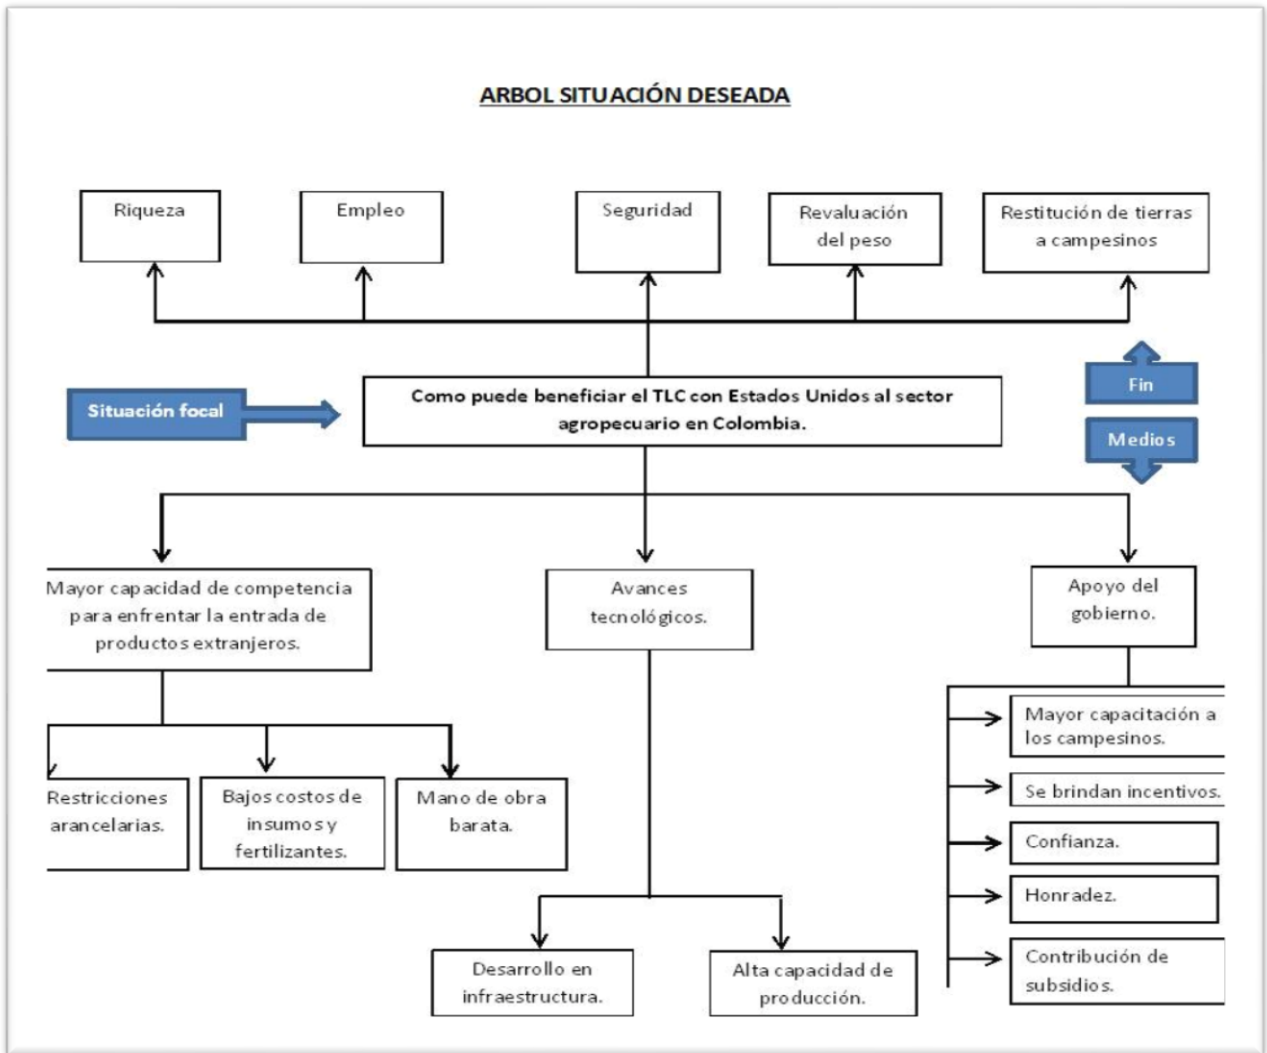 ARBOL SITUACIÓN DESEADA
Riqueza
Empleo
Seguridad
Revaluación
del peso
Restitución de tierras
a campesinos
Situación focal
Como puede beneficiar el TLC con Estados Unidos al sector
agropecuario en Colombia.
Fin
Medios
Mayor capacidad de competencia
para enfrentar la entrada de
productos extranjeros.
Avances
tecnológicos.
Apoyo del
gobierno.
Restricciones
arancelarias.
Bajos costos de
insumos y
fertilizantes.
Mano de obra
barata.
Desarrollo en
infraestructura.
Alta capacidad de
producción.
Mayor capacitación a
los campesinos.
Se brindan incentivos.
Confianza.
Honradez.
Contribución de
subsidios.